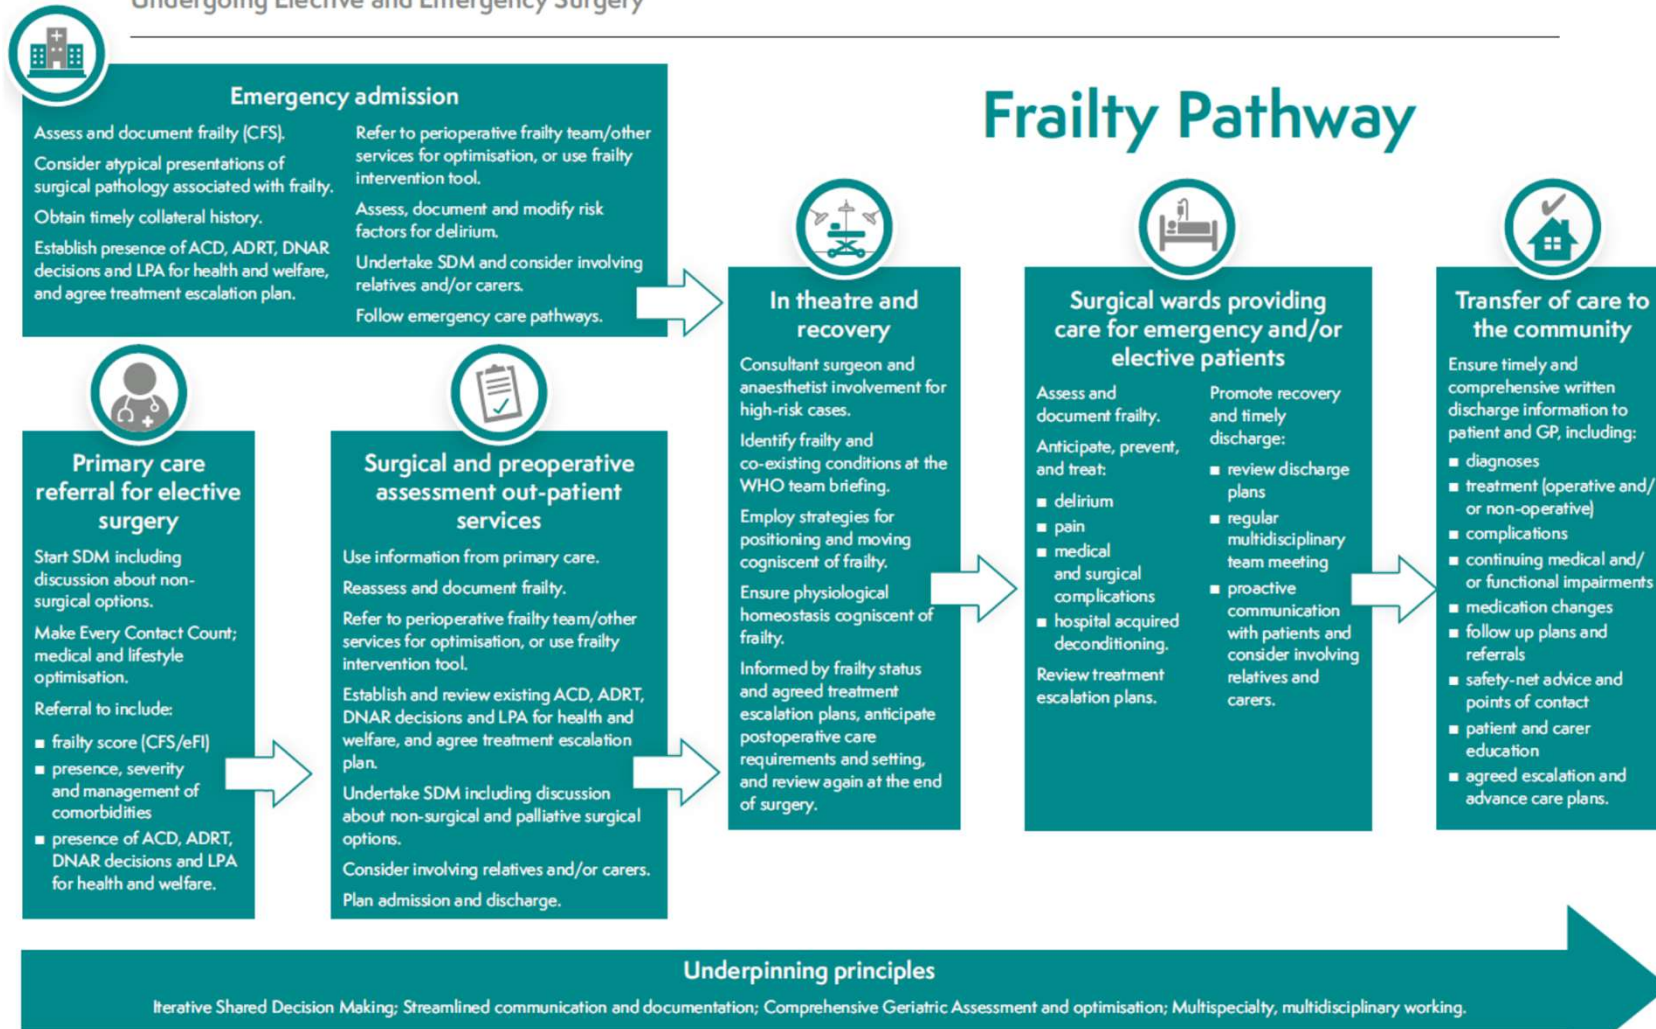 Undergoing Elective and Emergency Surgery
Frailty Pathway
Emergency admission
Assess and document frailty (CFS).
Consider atypical presentations of
surgical pathology associated with frailty.
Obtain timely collateral history.
Establish presence of ACD, ADRT, DNAR
decisions and LPA for health and welfare,
and agree treatment escalation plan.
Refer to perioperative frailty team/other
services for optimisation, or use frailty
intervention tool.
Assess, document and modify risk
factors for delirium.
Undertake SDM and consider involving
relatives and/or carers.
Follow emergency care pathways.
Primary care
referral for elective
surgery
Start SDM including
discussion about non-
surgical options.
Make Every Contact Count;
medical and lifestyle
optimisation.
Referral to include:
■ frailty score (CFS/eFI)
■ presence, severity
and management of
comorbidities
■ presence of ACD, ADRT,
DNAR decisions and LPA
for health and welfare.
Surgical and preoperative
assessment out-patient
services
Use information from primary care.
Reassess and document frailty.
Refer to perioperative frailty team/other
services for optimisation, or use frailty
intervention tool.
Establish and review existing ACD, ADRT,
DNAR decisions and LPA for health and
welfare, and agree treatment escalation
plan.
Undertake SDM including discussion
about non-surgical and palliative surgical
options.
Consider involving relatives and/or carers.
Plan admission and discharge.
In theatre and
recovery
Consultant surgeon and
anaesthetist involvement for
high-risk cases.
Identify frailty and
co-existing conditions at the
WHO team briefing.
Employ strategies for
positioning and moving
cogniscent of frailty.
Ensure physiological
homeostasis cogniscent of
frailty.
Informed by frailty status
and agreed treatment
escalation plans, anticipate
postoperative care
requirements and setting,
and review again at the end
of surgery.
Surgical wards providing
care for emergency and/or
elective patients
Assess and
document frailty.
Anticipate, prevent,
and treat:
■ delirium
■ pain
■ medical
and surgical
complications
■ hospital acquired
deconditioning.
Review treatment
escalation plans.
Promote recovery
and timely
discharge:
■ review discharge
plans
■ regular
multidisciplinary
team meeting
■ proactive
communication
with patients and
consider involving
relatives and
carers.
Transfer of care to
the community
Ensure timely and
comprehensive written
discharge information to
patient and GP, including:
■ diagnoses
■ treatment (operative and/
or non-operative)
■ complications
■ continuing medical and/
or functional impairments
■ medication changes
■ follow up plans and
referrals
■ safety-net advice and
points of contact
■ patient and carer
education
■ agreed escalation and
advance care plans.
Underpinning principles
Iterative Shared Decision Making; Streamlined communication and documentation; Comprehensive Geriatric Assessment and optimisation; Multispecialty, multidisciplinary working.